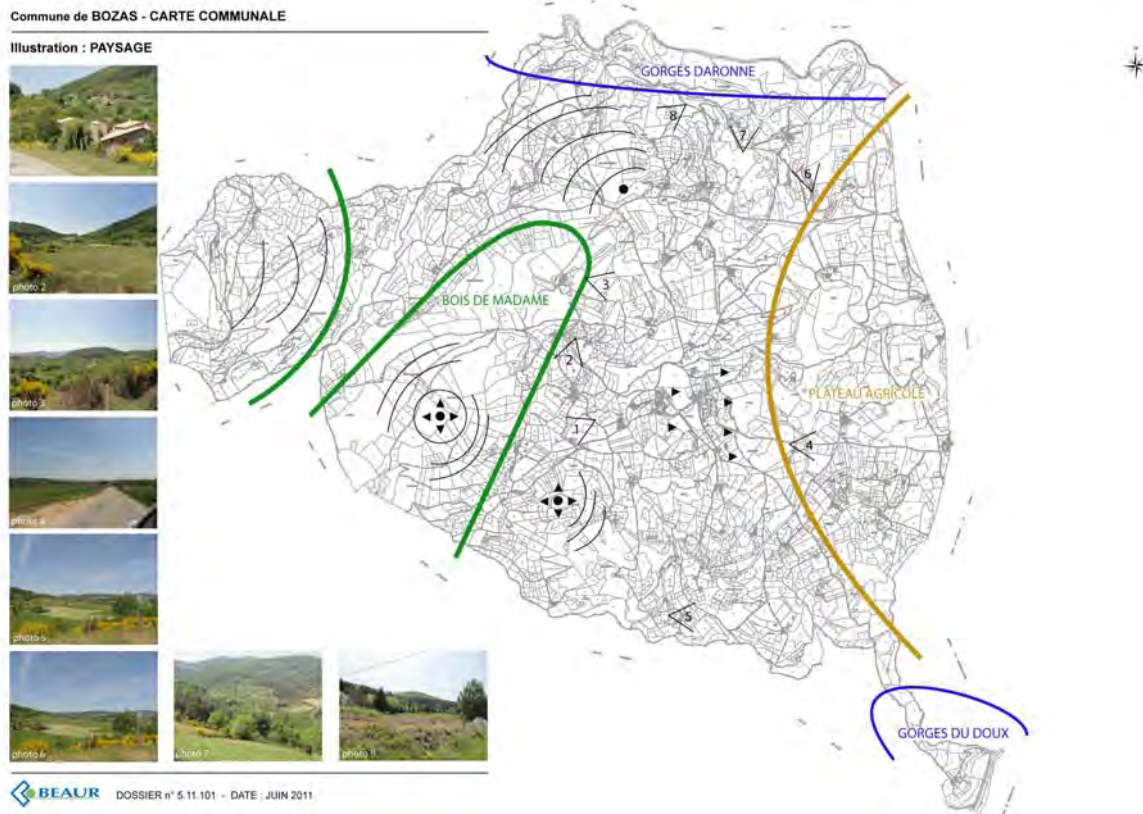 Commune de BOZAS - CARTE COMMUNALE
Illustration : PAYSAGE
photo 2
photo 3
photo 4
photo 5
photo 6
photo 7
photo 8
GORGES DARONNE
8
7
6
BOIS DE MADAME
3
2
PLATEAU AGRICOLE
1
4
5
GORGES DU DOUX
BEAUR
DOSSIER n° 5.11.101 - DATE : JUIN 2011